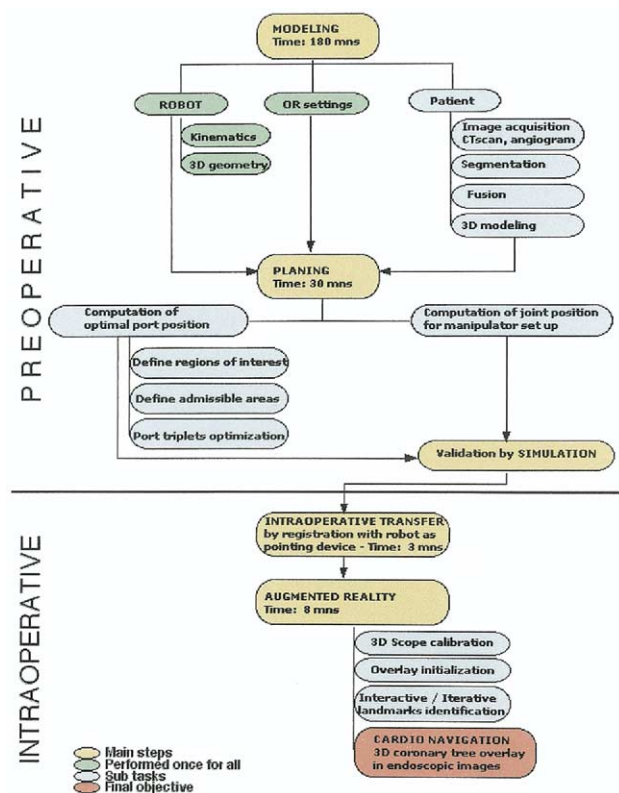 MODELING
Time: 180 mns
ROBOT
OR settings
Patient
Kinematics
3D geometry
Image acquisition
CTscan, angiogram
Segmentation
Fusion
3D modeling
PREOPERATIVE
PLANING
Time: 30 mns
Computation of
optimal port position
Computation of joint position
for manipulator set up
Define regions of interest
Define admissible areas
Port triplets optimization
Validation by SIMULATION
INTRAOPERATIVE
INTRAOPERATIVE TRANSFER
by registration with robot as
pointing device - Time: 3 mns
AUGMENTED REALITY
Time: 8 mns
3D Scope calibration
Overlay initialization
Interactive / Iterative
landmarks identification
CARDIO NAVIGATION
3D coronary tree overlay
in endoscopic images
Main steps
Performed once for all
Sub tasks
Final objective